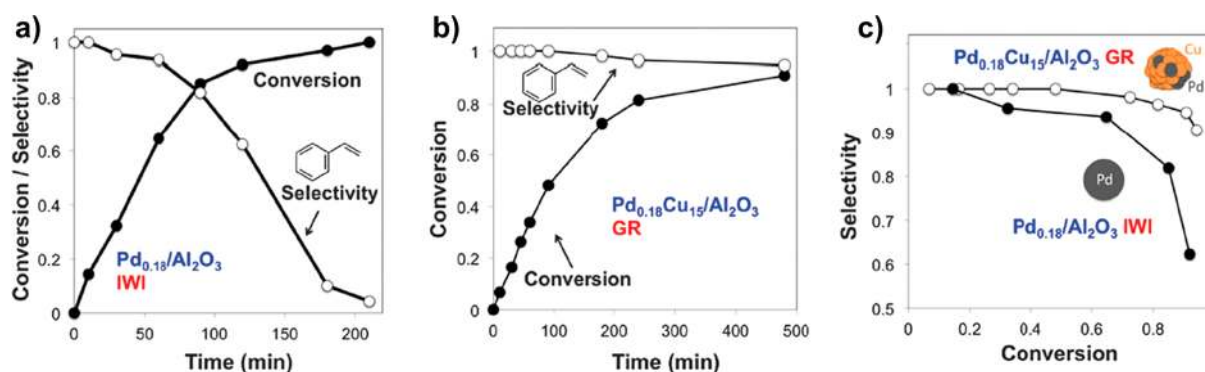 a)
Conversion / Selectivity
1
0.8
0.6
0.4
0.2
0
0 50 100 150 200
Time (min)
Conversion
Selectivity
Pd0.18/Al2O3
IWI
b)
Conversion
1
0.8
0.6
0.4
0.2
0
0 100 200 300 400 500
Time (min)
Selectivity
Pd0.18Cu15/Al2O3
GR
Conversion
c)
Selectivity
1
0.9
0.8
0.7
0.6
0.5
0 0.2 0.4 0.6 0.8
Conversion
Pd0.18Cu15/Al2O3 GR
Cu
Pd
Pd
Pd0.18/Al2O3 IWI